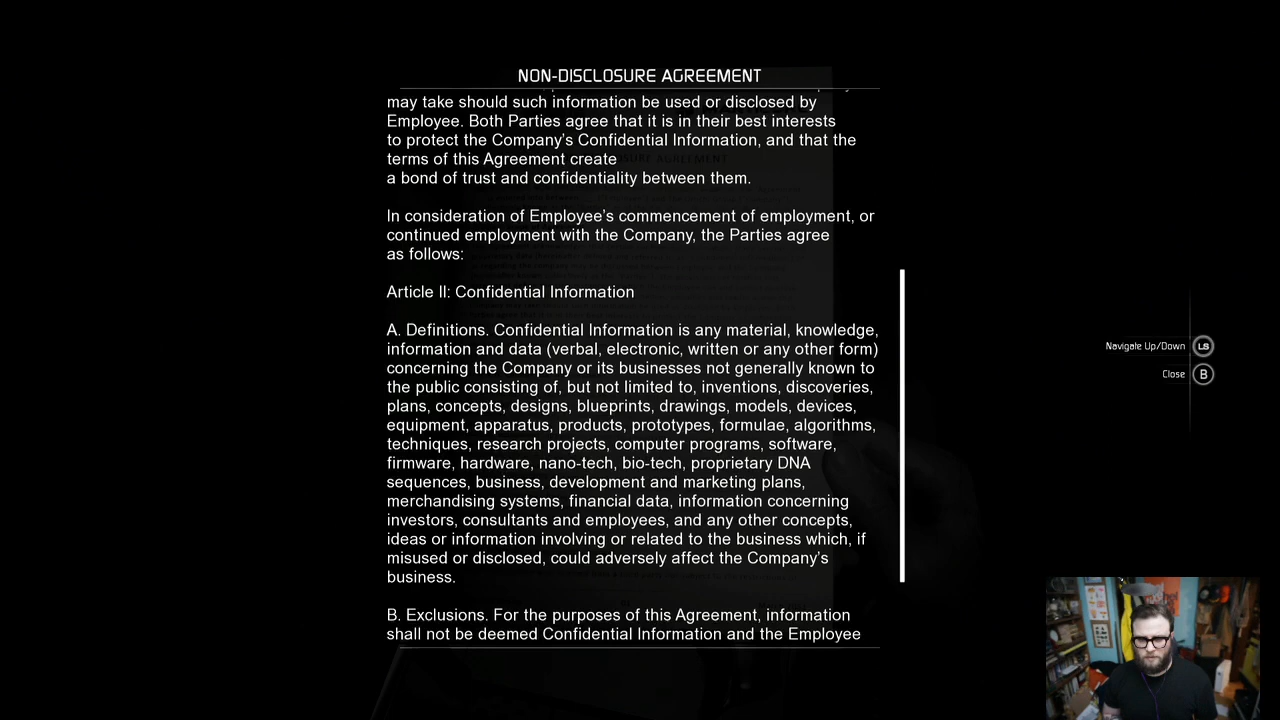 NON-DISCLOSURE AGREEMENT
may take should such information be used or disclosed by
Employee. Both Parties agree that it is in their best interests
to protect the Company's Confidential Information, and that the
terms of this Agreement create
a bond of trust and confidentiality between them.
In consideration of Employee's commencement of employment, or
continued employment with the Company, the Parties agree
as follows:
Article II: Confidential Information
A. Definitions. Confidential Information is any material, knowledge,
information and data (verbal, electronic, written or any other form)
concerning the Company or its businesses not generally known to
the public consisting of, but not limited to, inventions, discoveries,
plans, concepts, designs, blueprints, drawings, models, devices,
equipment, apparatus, products, prototypes, formulae, algorithms,
techniques, research projects, computer programs, software,
firmware, hardware, nano-tech, bio-tech, proprietary DNA
sequences, business, development and marketing plans,
merchandising systems, financial data, information concerning
investors, consultants and employees, and any other concepts,
ideas or information involving or related to the business which, if
misused or disclosed, could adversely affect the Company's
business.
B. Exclusions. For the purposes of this Agreement, information
shall not be deemed Confidential Information and the Employee
Navigate Up/Down LS
Close B